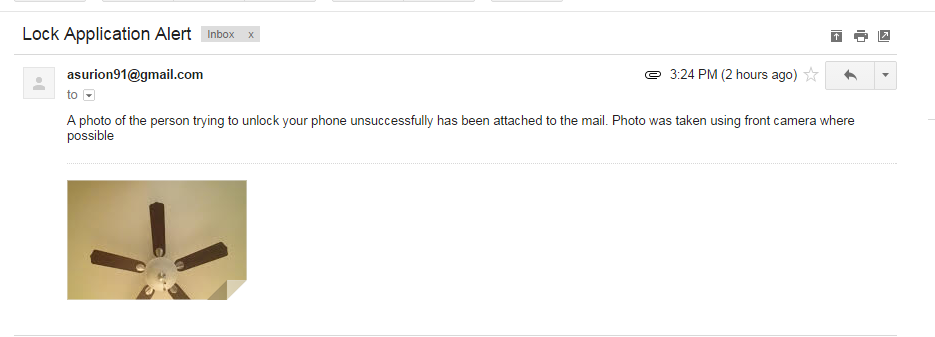 Lock Application Alert Inbox x
asurion91@gmail.com 3:24 PM (2 hours ago)
to
A photo of the person trying to unlock your phone unsuccessfully has been attached to the mail. Photo was taken using front camera where
possible